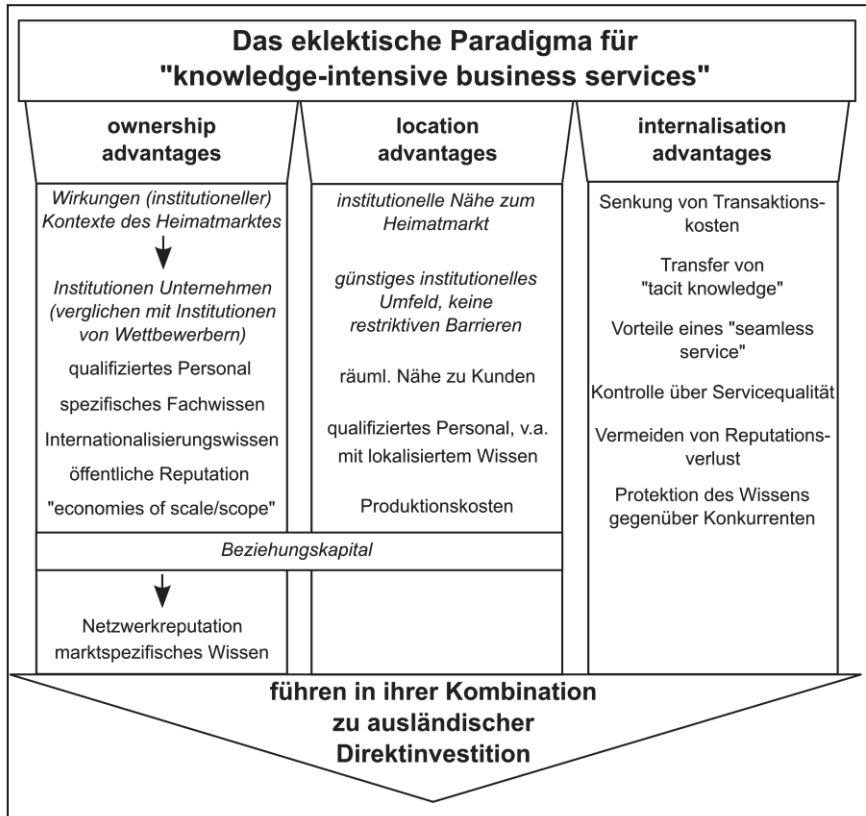 Das eklektische Paradigma für
"knowledge-intensive business services"
ownership
advantages
Wirkungen (institutioneller)
Kontexte des Heimatmarktes
Institutionen Unternehmen
(verglichen mit Institutionen
von Wettbewerbern)
qualifiziertes Personal
spezifisches Fachwissen
Internationalisierungswissen
öffentliche Reputation
"economies of scale/scope"
location
advantages
institutionelle Nähe zum
Heimatmarkt
günstiges institutionelles
Umfeld, keine
restriktiven Barrieren
räuml. Nähe zu Kunden
qualifiziertes Personal, v.a.
mit lokalisiertem Wissen
Produktionskosten
Beziehungskapital
Netzwerkreputation
marktspezifisches Wissen
internalisation
advantages
Senkung von Transaktions-
kosten
Transfer von
"tacit knowledge"
Vorteile eines "seamless
service"
Kontrolle über Servicequalität
Vermeiden von Reputations-
verlust
Protektion des Wissens
gegenüber Konkurrenten
führen in ihrer Kombination
zu ausländischer
Direktinvestition